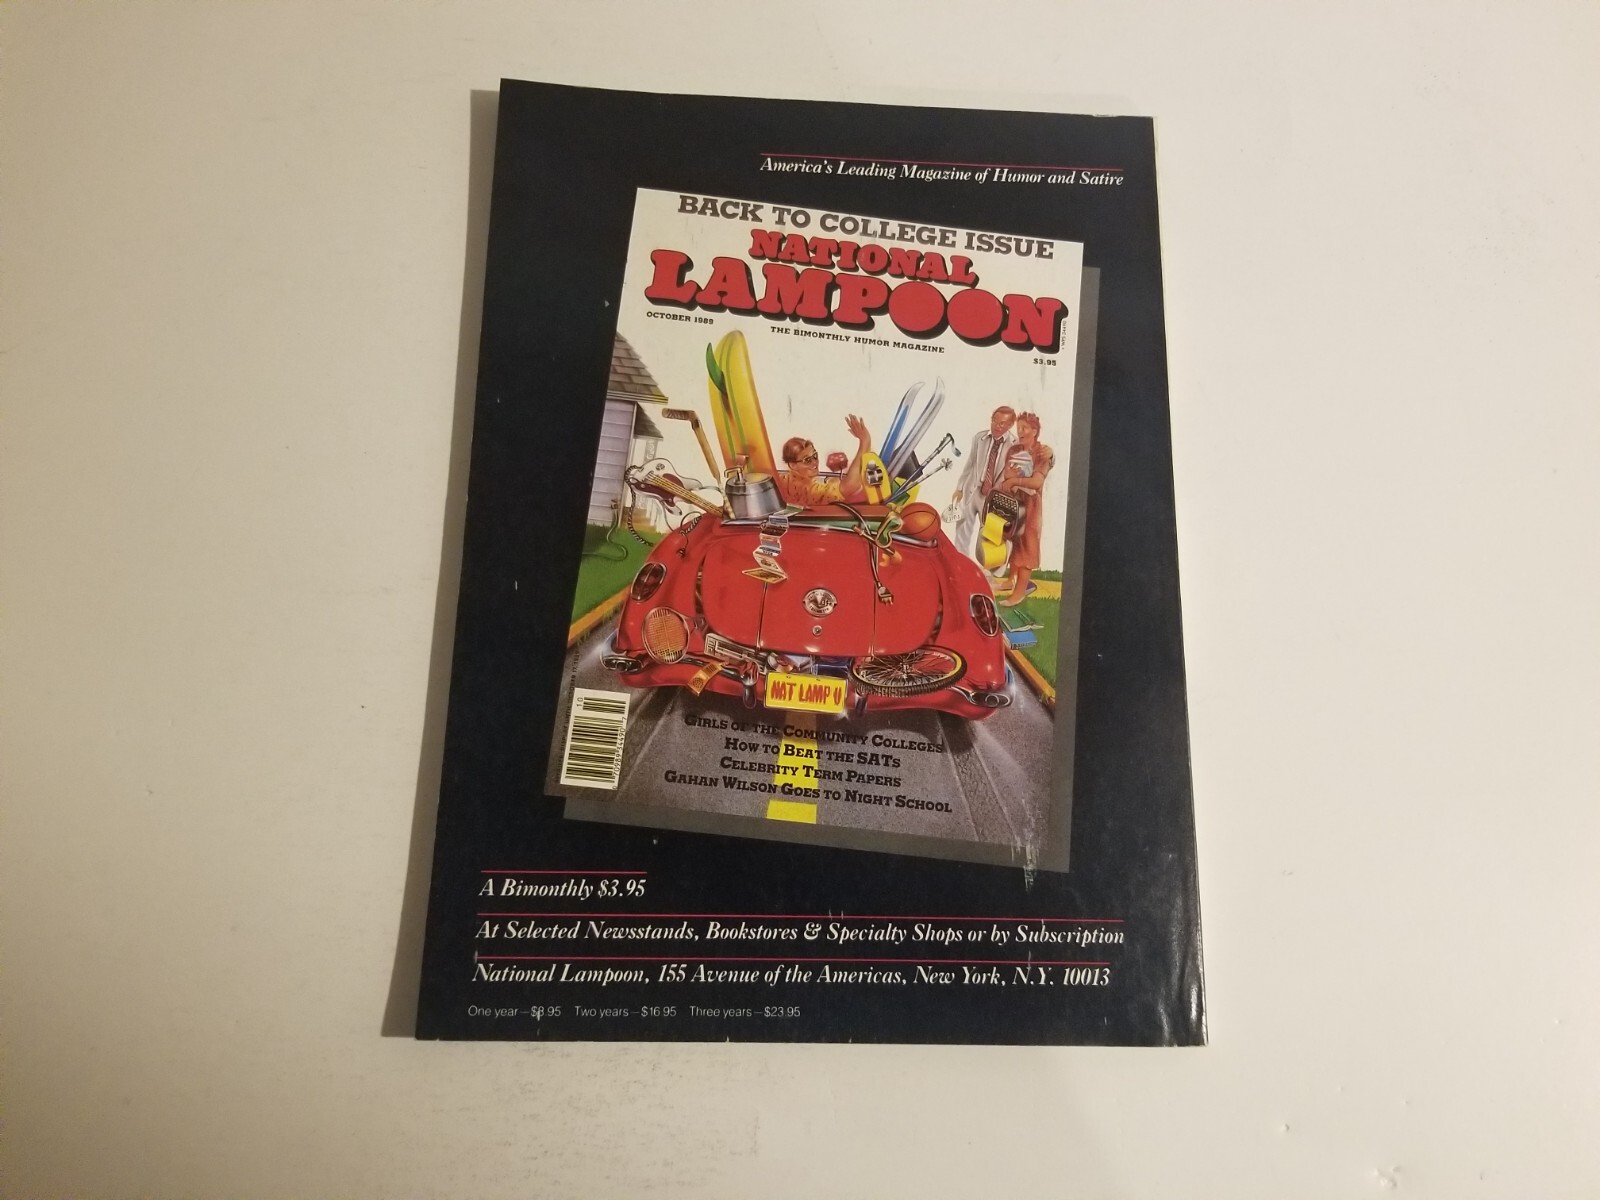 America's Leading Magazine of Humor and Satire
BACK TO COLLEGE ISSUE
NATIONAL
LAMPOON
OCTOBER 1989
THE BIMONTHLY HUMOR MAGAZINE
$3.95
NAT LAMP U
GIRLS OF THE COMMUNITY COLLEGES
HOW TO BEAT THE SATS
CELEBRITY TERM PAPERS
GAHAN WILSON GOES TO NIGHT SCHOOL
10
A Bimonthly $3.95
At Selected Newsstands, Bookstores & Specialty Shops or by Subscription
National Lampoon, 155 Avenue of the Americas, New York, N.Y. 10013
One year—$8.95 Two years—$16.95 Three years—$23.95